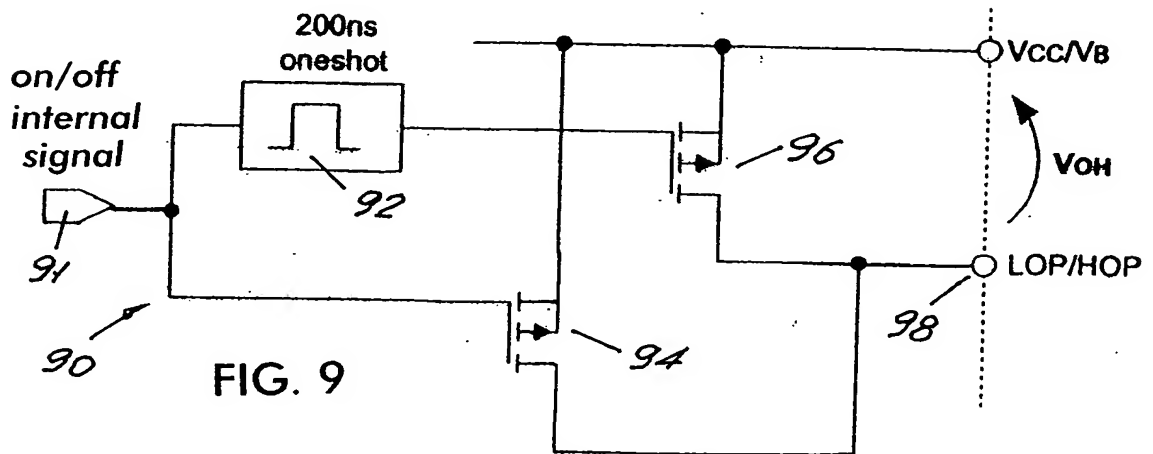 200ns
oneshot
on/off
internal
signal
VCC/VB
96
VOH
92
91
LOP/HOP
98
90
94
FIG. 9